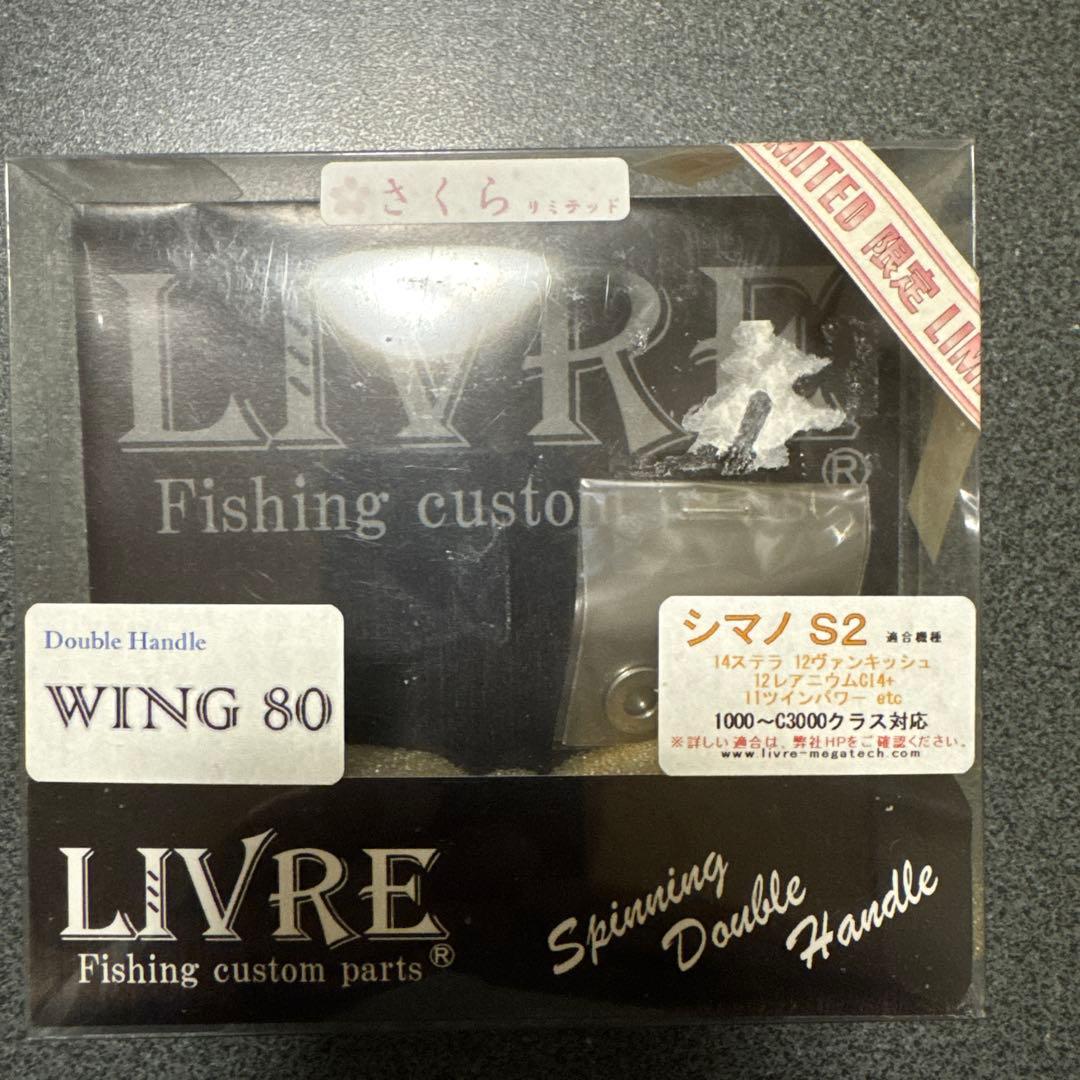 さくら リミテッド
LIMITED 限定 LIM
LIVRE
Fishing custom
®
Double Handle
WING 80
シマノ S2 適合機種
14ステラ 12ヴァンキッシュ
12レアニウムCI4+
11ツインパワー etc
1000～C3000クラス対応
※詳しい適合は、弊社HPをご確認ください。
www.livre-megatech.com
LIVRE
Fishing custom parts®
Spinning
Double
Handle